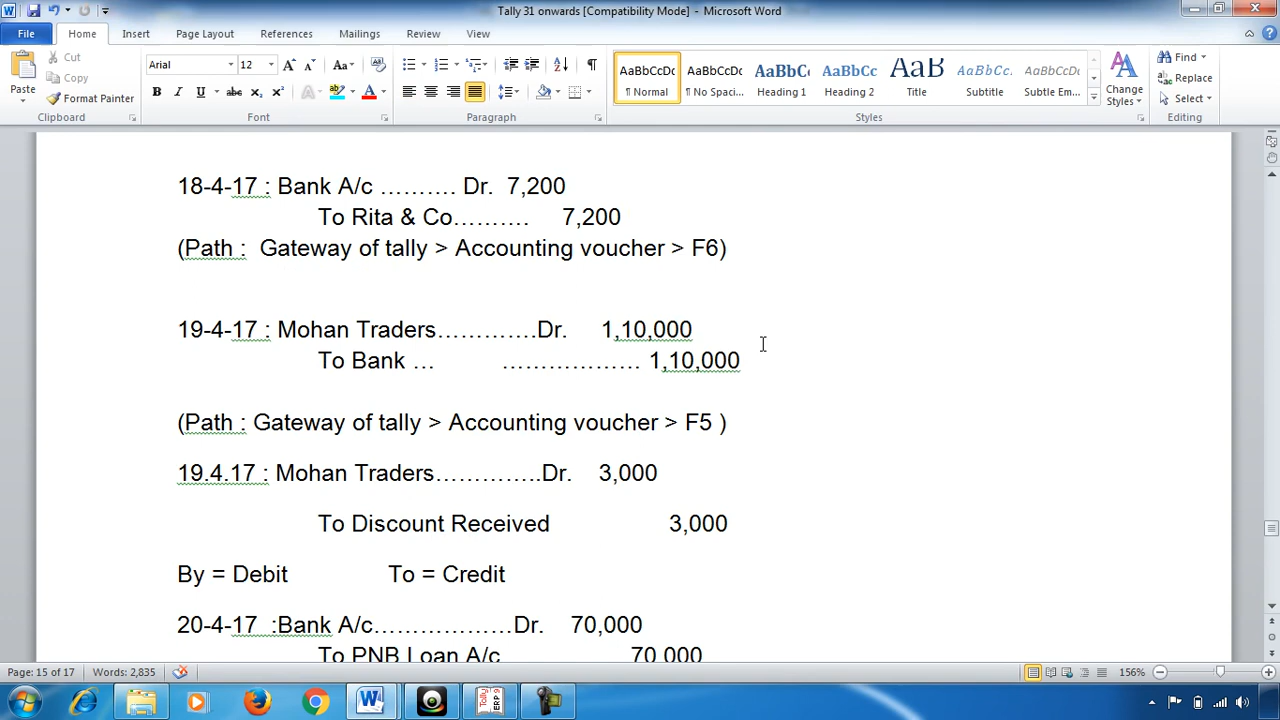 Tally 31 onwards [Compatibility Mode] - Microsoft Word
File Home Insert Page Layout References Mailings Review View
Paste
Cut
Copy
Format Painter
Clipboard
Arial 12
Font
Paragraph
AaBbCcDc AaBbCcDc AaBbCc AaBbCc AaB AaBbCc. AaBbCcDc
¶ Normal ¶ No Spaci... Heading 1 Heading 2 Title Subtitle Subtle Em...
Change Styles
Styles
Find
Replace
Select
Editing
18-4-17 : Bank A/c ………. Dr. 7,200
To Rita & Co………. 7,200
(Path : Gateway of tally > Accounting voucher > F6)
19-4-17 : Mohan Traders………….Dr. 1,10,000
To Bank … ……………… 1,10,000
(Path : Gateway of tally > Accounting voucher > F5 )
19.4.17 : Mohan Traders…………..Dr. 3,000
To Discount Received 3,000
By = Debit To = Credit
20-4-17 :Bank A/c………………Dr. 70,000
To PNB Loan A/c 70,000
Page: 15 of 17 Words: 2,835 156%
11:58 AM